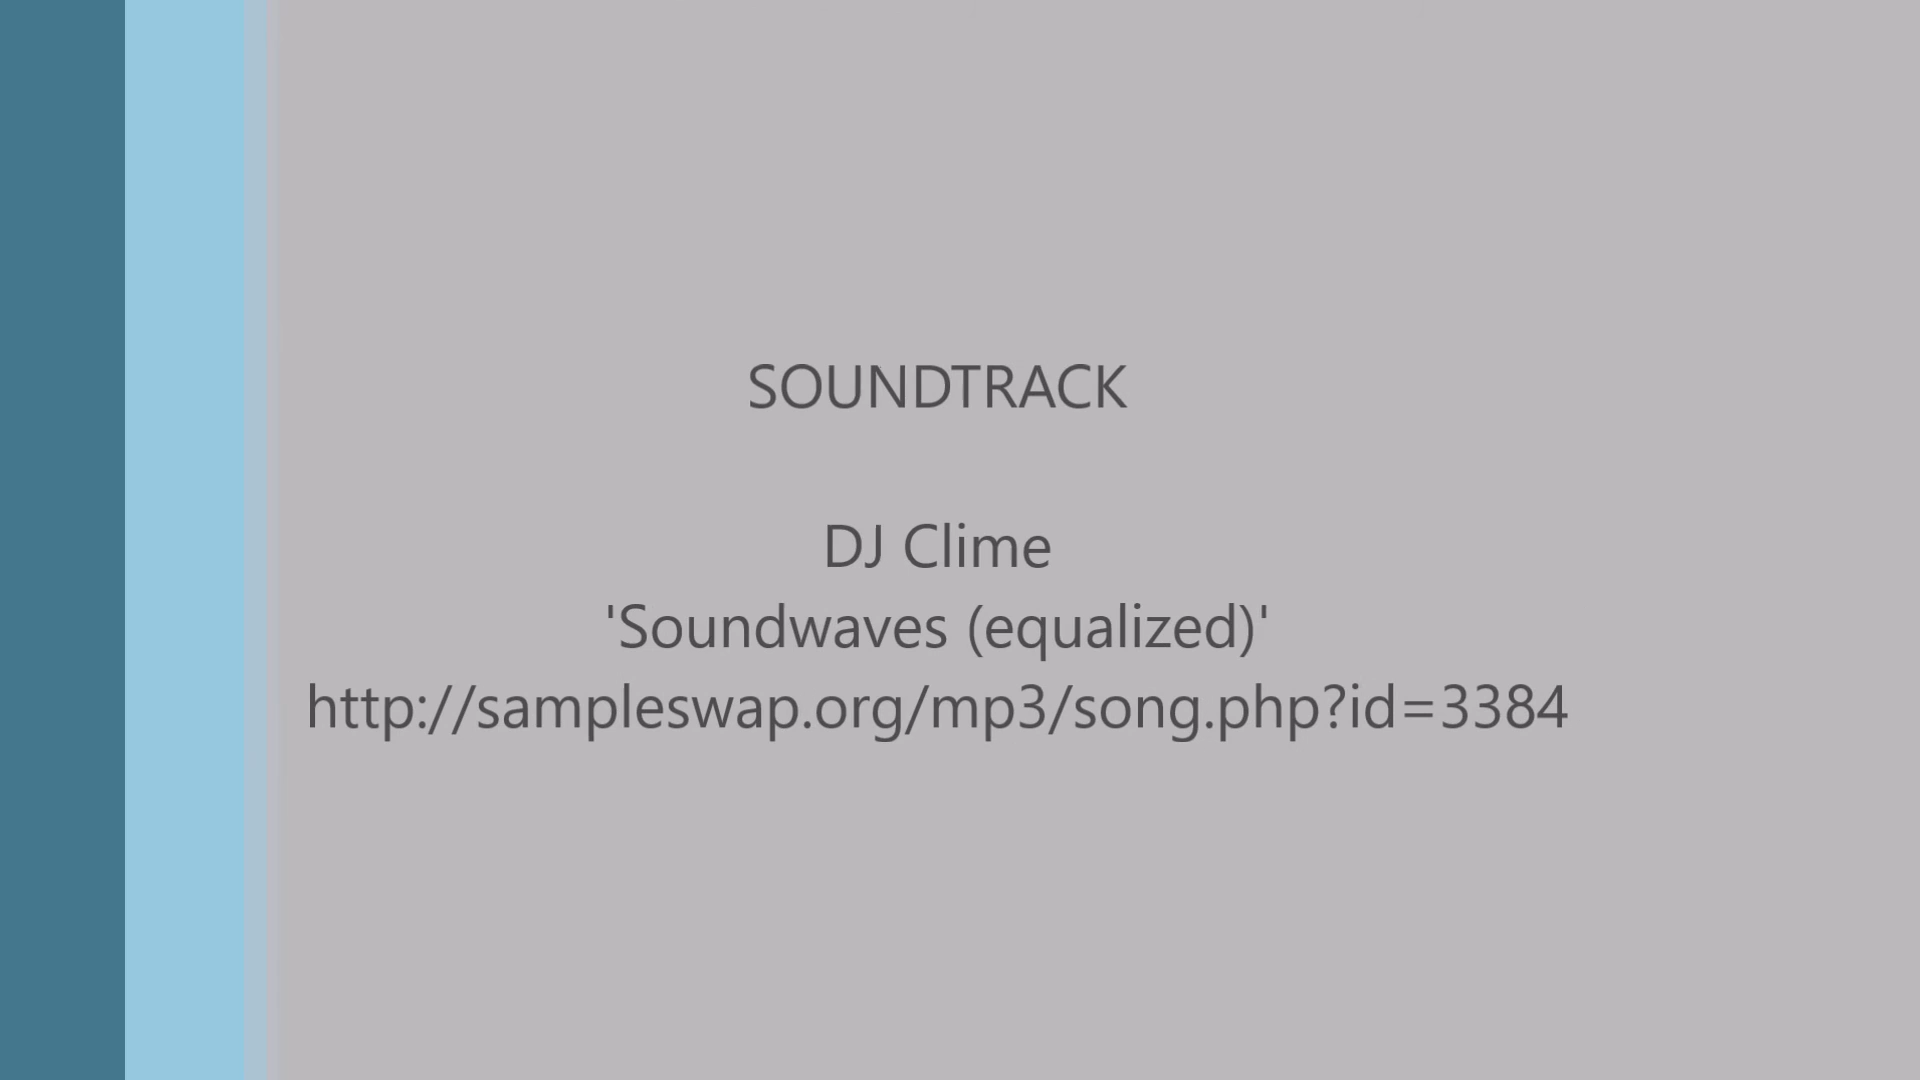 SOUNDTRACK
DJ Clime
'Soundwaves (equalized)'
http://sampleswap.org/mp3/song.php?id=3384